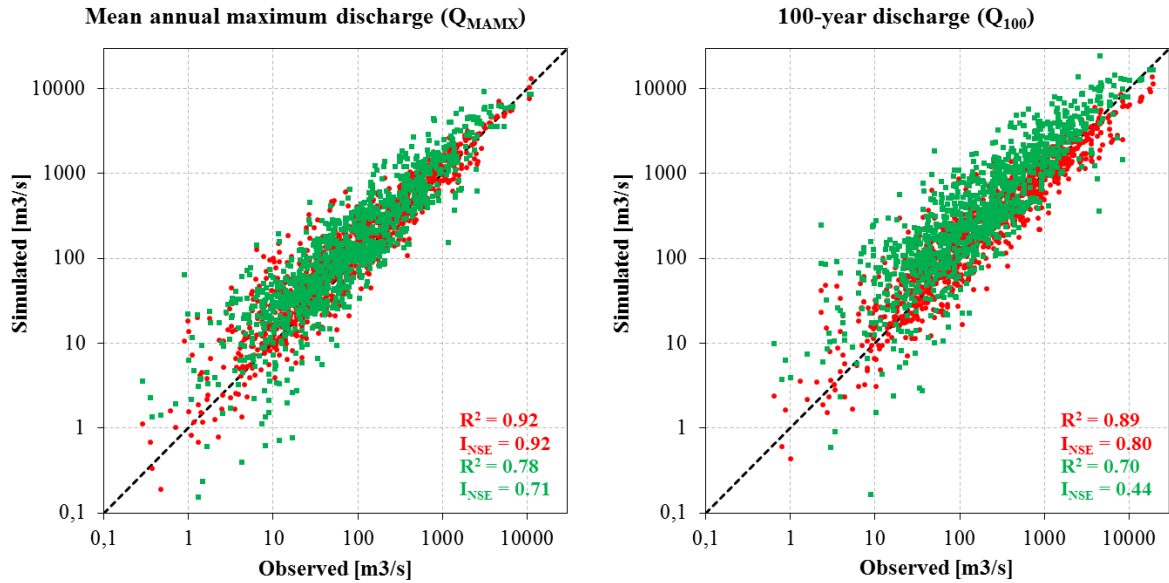 Mean annual maximum discharge (QMAMX)
10000
1000
100
10
1
0,1
Simulated [m3/s]
R² = 0.92
INSE = 0.92
R² = 0.78
INSE = 0.71
0,1 1 10 100 1000 10000
Observed [m3/s]
100-year discharge (Q100)
10000
1000
100
10
1
0,1
Simulated [m3/s]
R² = 0.89
INSE = 0.80
R² = 0.70
INSE = 0.44
0,1 1 10 100 1000 10000
Observed [m3/s]